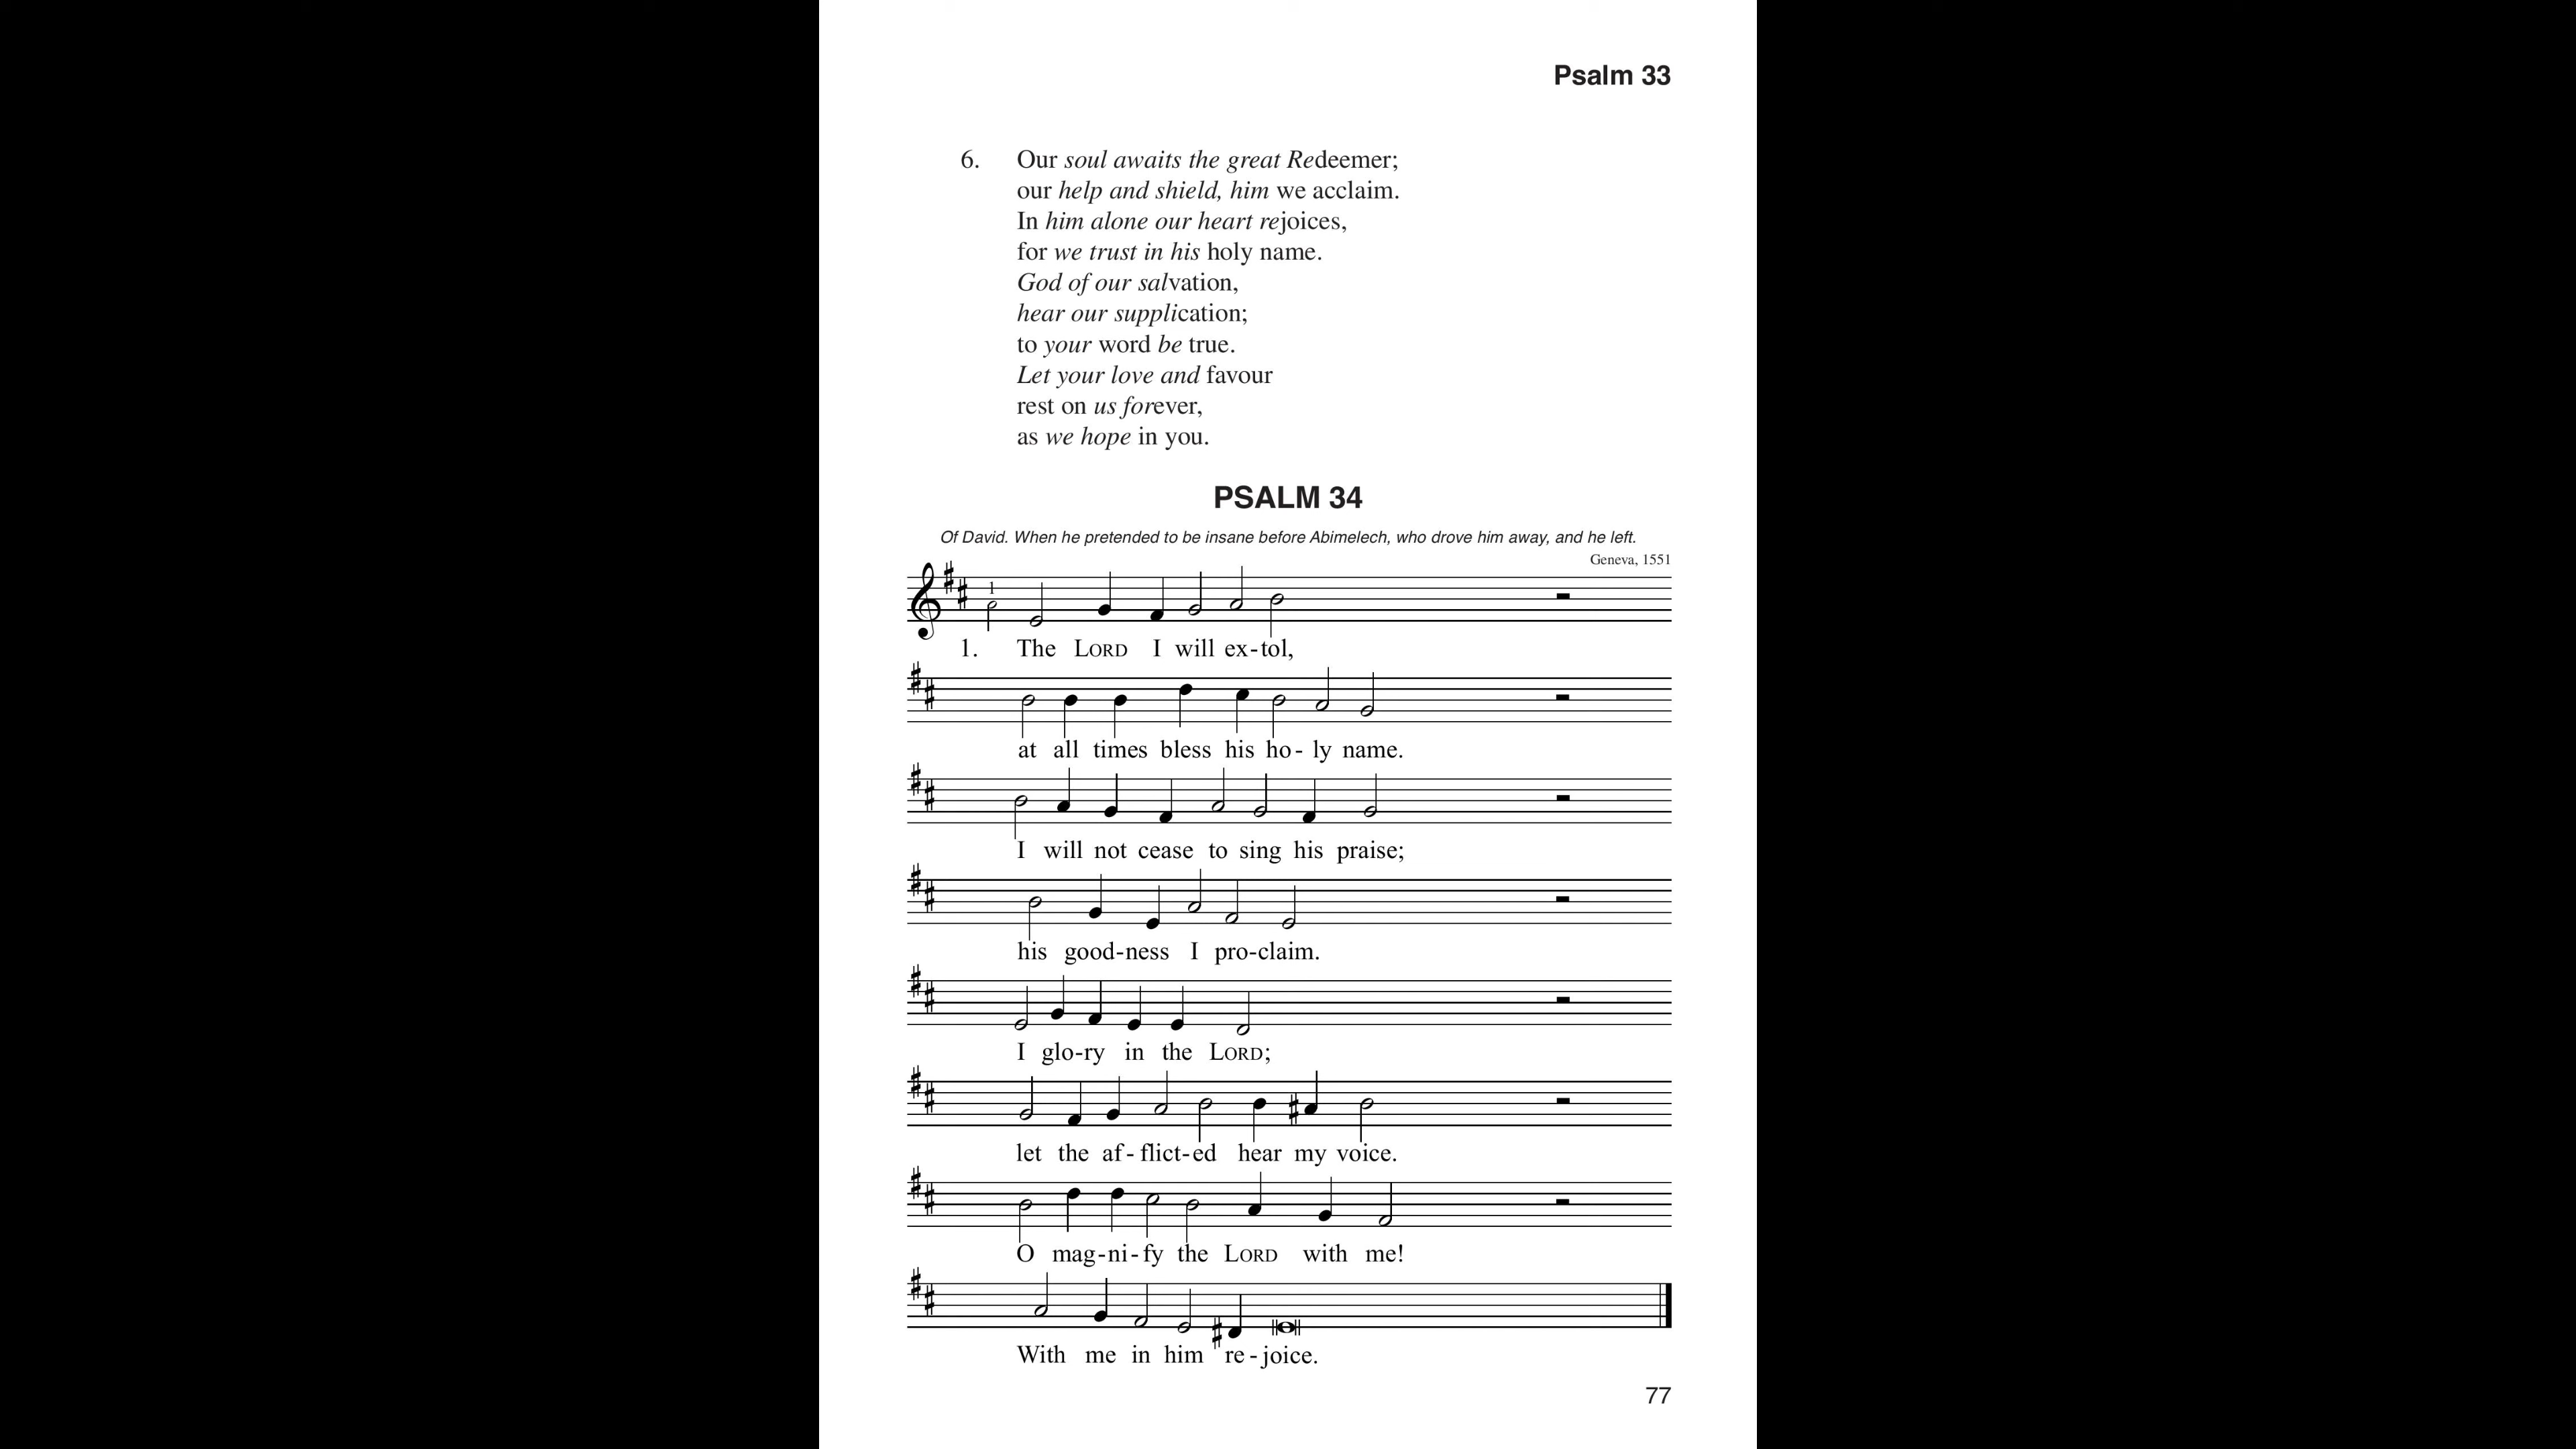 Psalm 33
6. Our soul awaits the great Redeemer;
our help and shield, him we acclaim.
In him alone our heart rejoices,
for we trust in his holy name.
God of our salvation,
hear our supplication;
to your word be true.
Let your love and favour
rest on us forever,
as we hope in you.
PSALM 34
Of David. When he pretended to be insane before Abimelech, who drove him away, and he left.
Geneva, 1551
1
1. The LORD I will ex-tol,
at all times bless his ho- ly name.
I will not cease to sing his praise;
his good-ness I pro-claim.
I glo-ry in the LORD;
let the af-flict-ed hear my voice.
O mag-ni-fy the LORD with me!
With me in him re-joice.
77